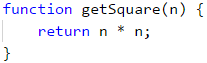 function getSquare(n) {
    return n * n;
}